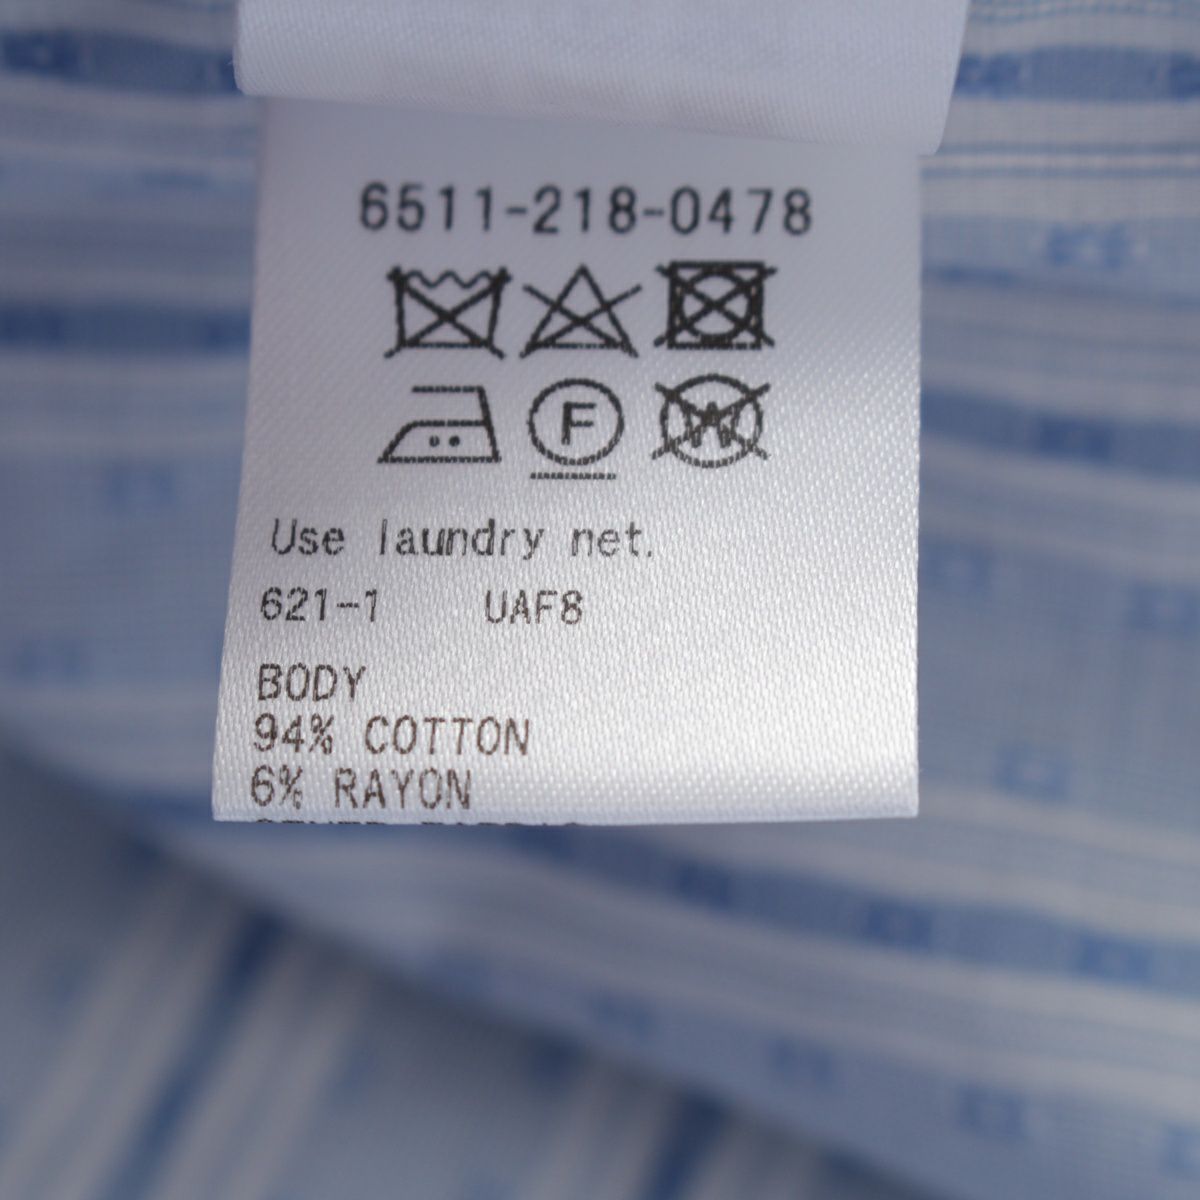 6511-218-0478
F
W
Use laundry net.
621-1 UAF8
BODY
94% COTTON
6% RAYON